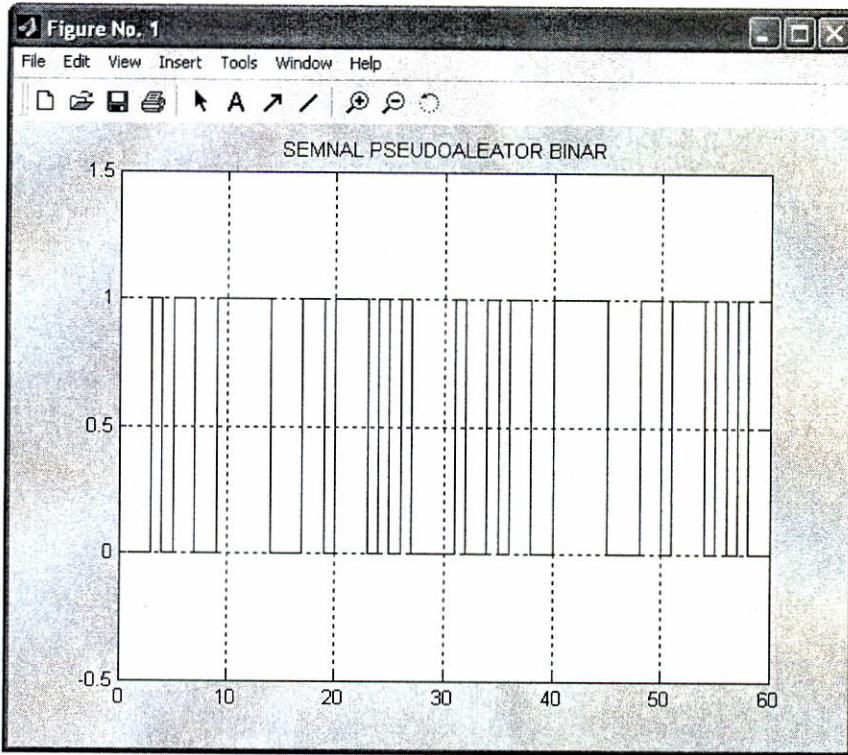 Figure No. 1
File Edit View Insert Tools Window Help
A
SEMNAL PSEUDOALEATOR BINAR
1.5
1
0.5
0
-0.5
0 10 20 30 40 50 60